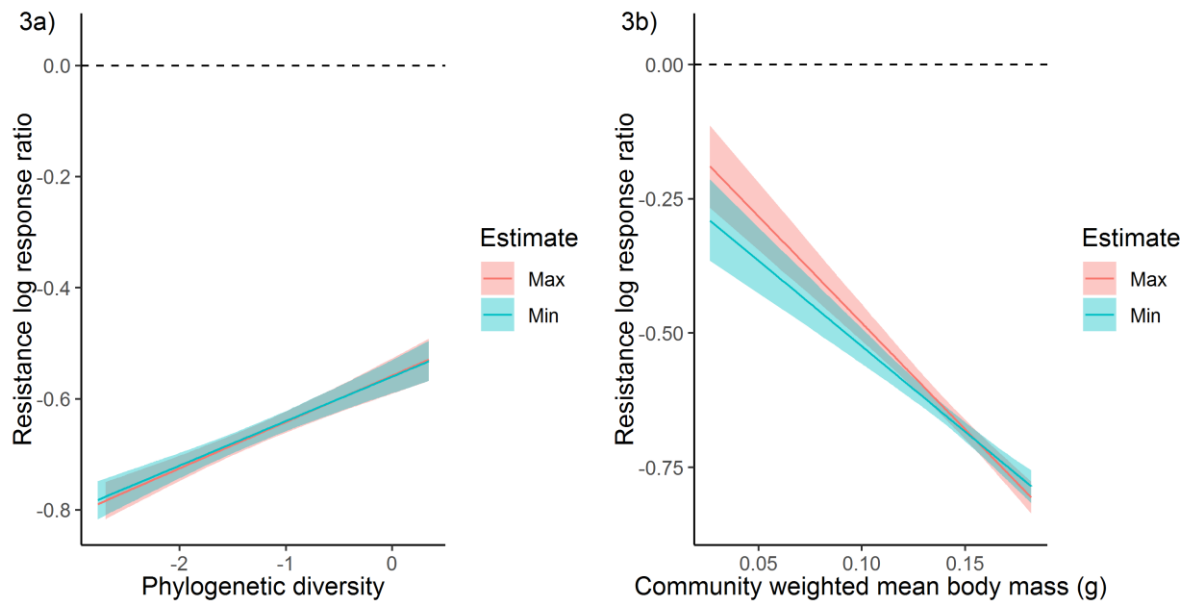 3a)
0.0
-0.2
-0.4
-0.6
-0.8
Resistance log response ratio
-2
-1
0
Phylogenetic diversity
Estimate
Max
Min
3b)
0.00
-0.25
-0.50
-0.75
Resistance log response ratio
0.05
0.10
0.15
Community weighted mean body mass (g)
Estimate
Max
Min